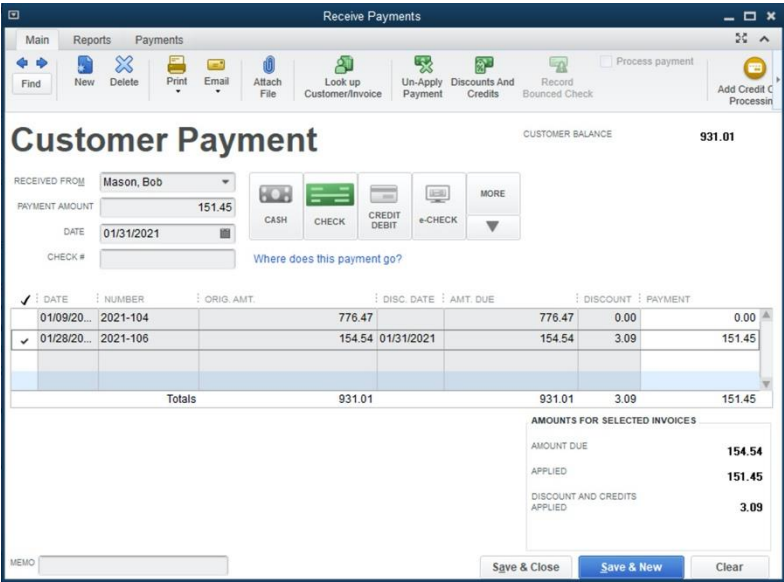 Receive Payments
Main Reports Payments
Find New Delete Print Email Attach File Look up Customer/Invoice Un-Apply Payment Discounts And Credits Record Bounced Check Process payment Add Credit C Processin
Customer Payment
CUSTOMER BALANCE 931.01
RECEIVED FROM Mason, Bob
PAYMENT AMOUNT 151.45
DATE 01/31/2021
CHECK #
CASH CHECK CREDIT DEBIT e-CHECK MORE
Where does this payment go?
DATE NUMBER ORIG. AMT. DISC. DATE AMT. DUE DISCOUNT PAYMENT
01/09/20... 2021-104 776.47 776.47 0.00 0.00
01/28/20... 2021-106 154.54 01/31/2021 154.54 3.09 151.45
Totals 931.01 931.01 3.09 151.45
AMOUNTS FOR SELECTED INVOICES
AMOUNT DUE 154.54
APPLIED 151.45
DISCOUNT AND CREDITS
APPLIED 3.09
MEMO
Save & Close Save & New Clear